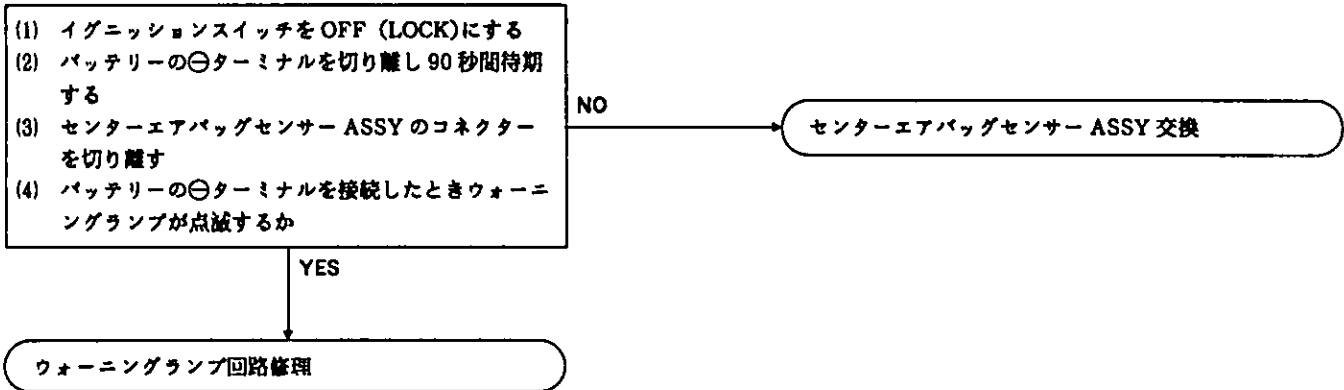 (1) イグニッションスイッチをOFF (LOCK)にする
(2) バッテリーの⊖ターミナルを切り離し90秒間待期
する
(3) センターエアバッグセンサー ASSY のコネクター
を切り離す
(4) バッテリーの⊖ターミナルを接続したときウォーニ
ングランプが点滅するか
NO
センターエアバッグセンサー ASSY 交換
YES
ウォーニングランプ回路修理